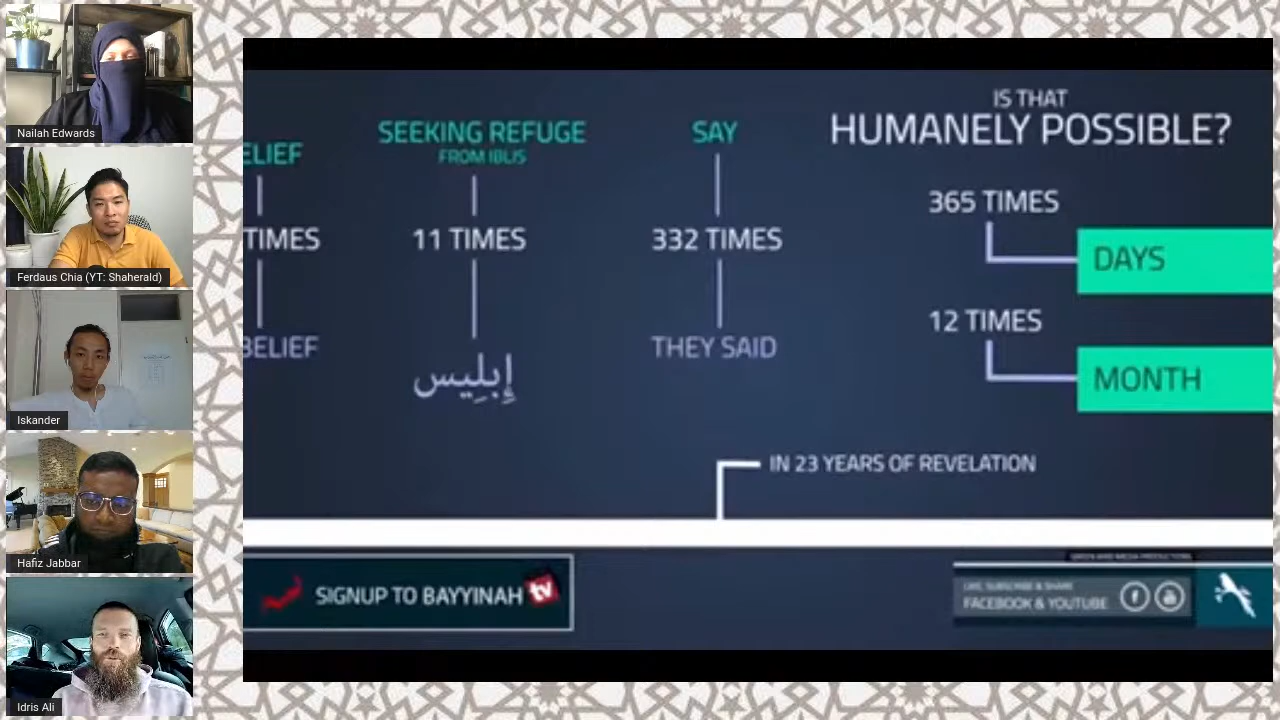 Nailah Edwards
Ferdaus Chia (YT: Shaherald)
Iskander
Hafiz Jabbar
Idris Ali
ELIEF
TIMES
BELIEF
SEEKING REFUGE
FROM IBLIS
11 TIMES
إِبلِيس
SAY
332 TIMES
THEY SAID
IS THAT
HUMANELY POSSIBLE?
365 TIMES
DAYS
12 TIMES
MONTH
IN 23 YEARS OF REVELATION
SIGNUP TO BAYYINAH tv
LIKE, SUBSCRIBE & SHARE
FACEBOOK & YOUTUBE